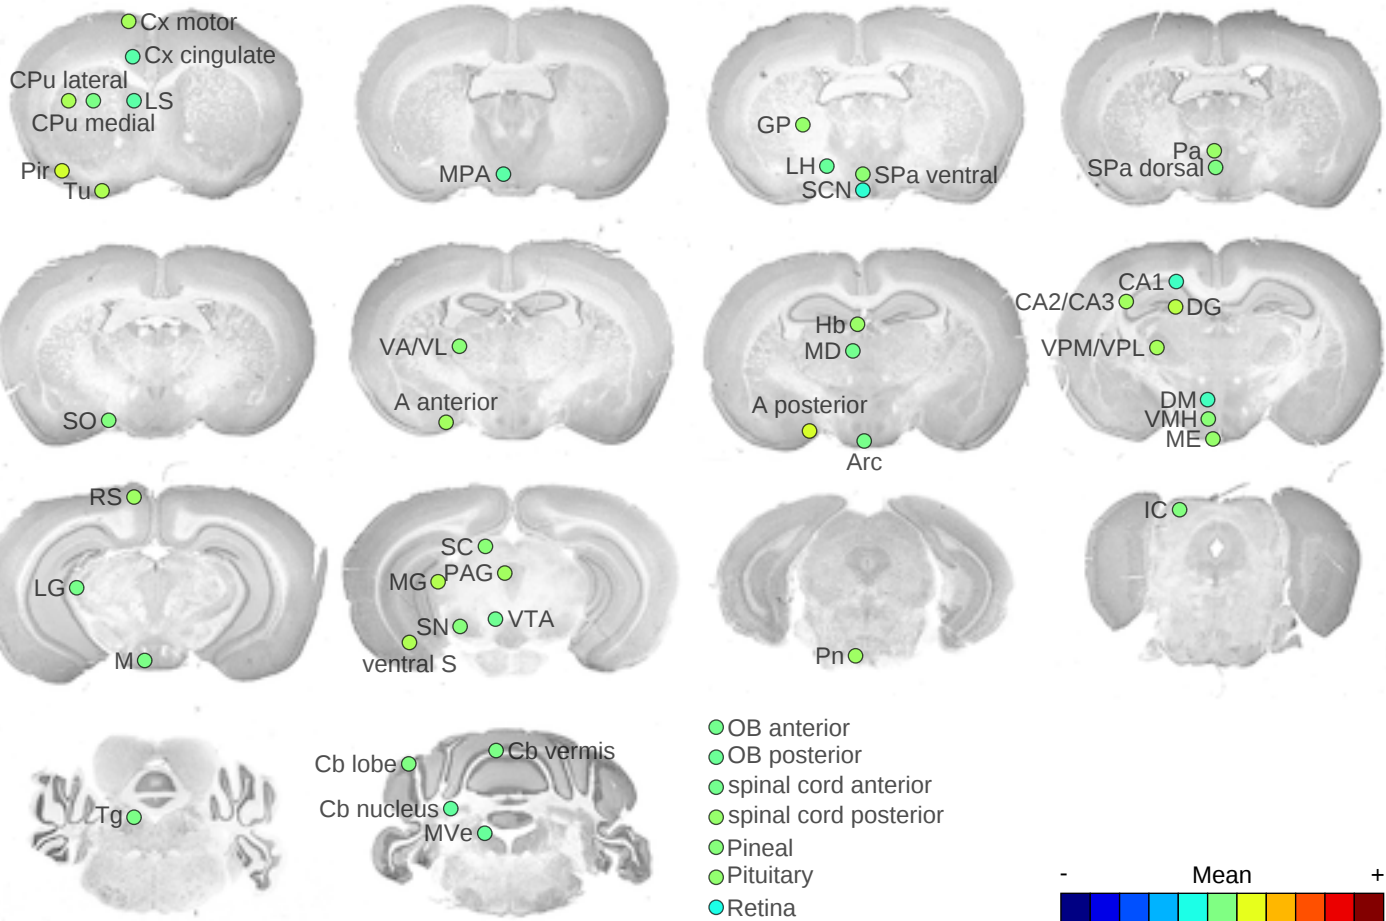 Cx motor
Cx cingulate
CPu lateral
LS
CPu medial
Pir
Tu
MPA
GP
LH
SPa ventral
SCN
Pa
SPa dorsal
SO
VA/VL
A anterior
Hb
MD
A posterior
Arc
CA1
CA2/CA3
DG
VPM/VPL
DM
VMH
ME
RS
LG
M
SC
MG
PAG
SN
VTA
ventral S
Pn
IC
Tg
Cb lobe
Cb vermis
Cb nucleus
MVe
OB anterior
OB posterior
spinal cord anterior
spinal cord posterior
Pineal
Pituitary
Retina
- Mean +